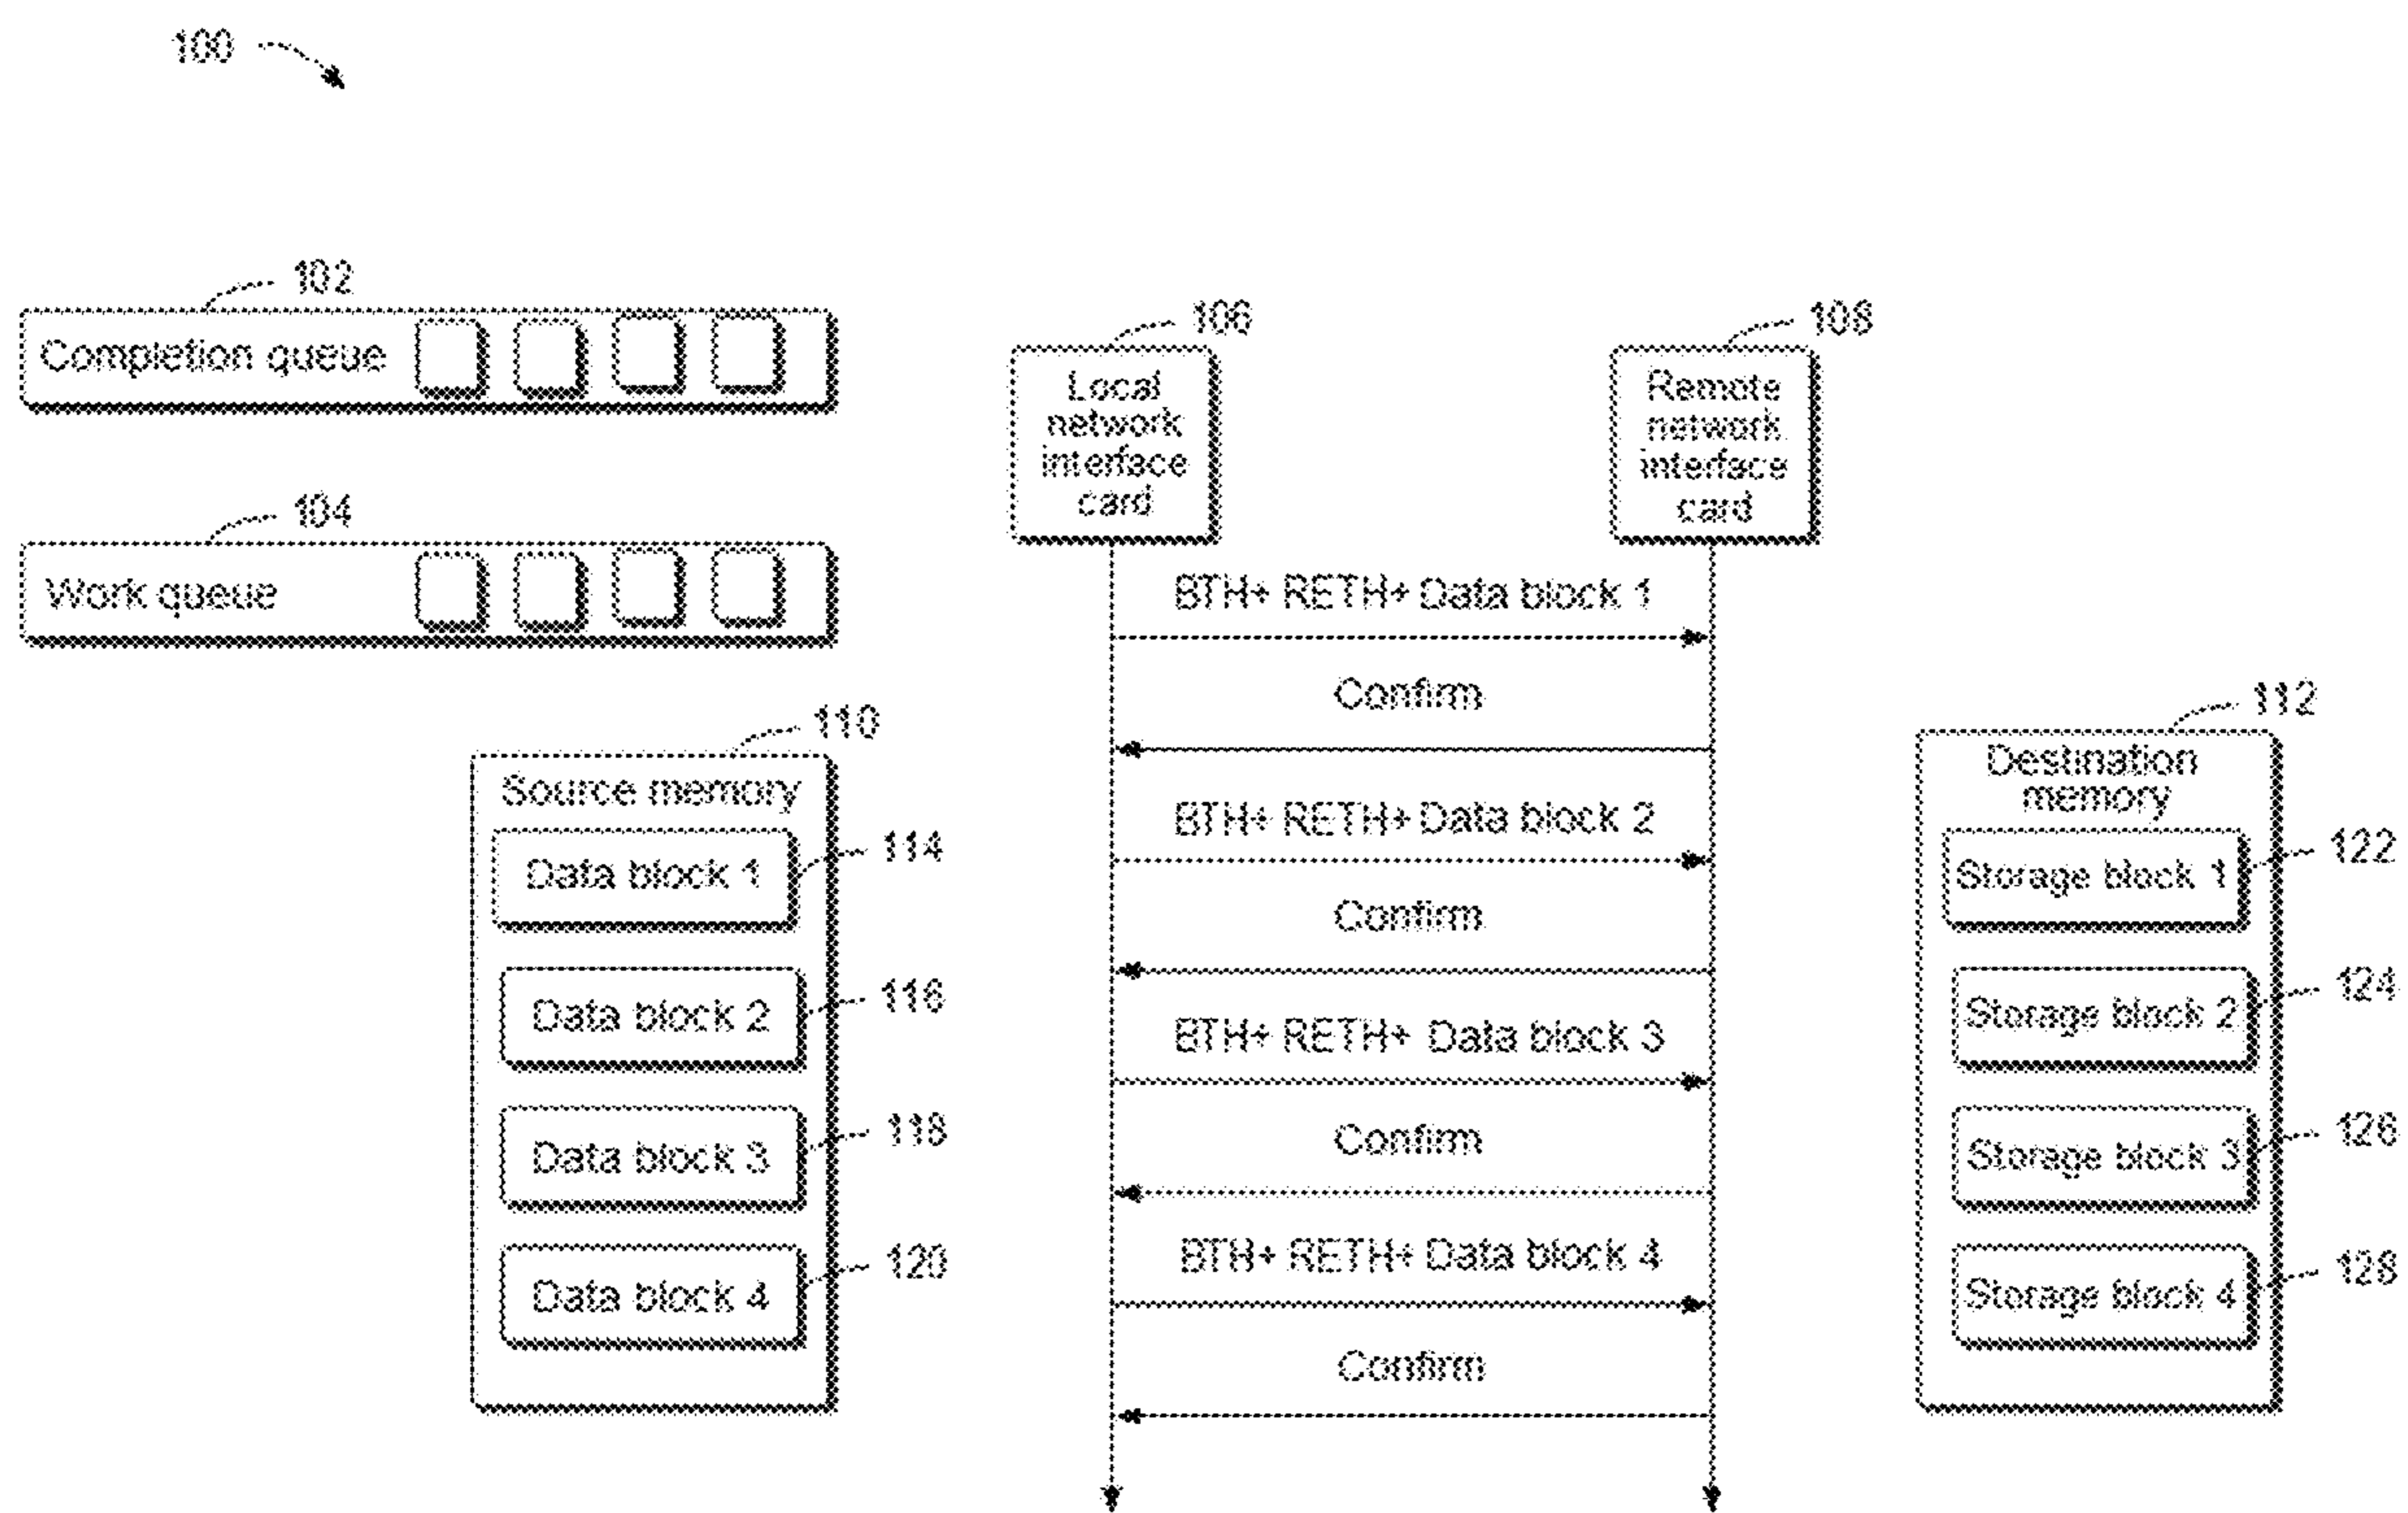 100
102
Completion queue
104
Work queue
106
Local
network
interface
card
108
Remote
network
interface
card
BTH+ RETH+ Data block 1
Confirm
BTH+ RETH+ Data block 2
Confirm
BTH+ RETH+ Data block 3
Confirm
BTH+ RETH+ Data block 4
Confirm
110
Source memory
Data block 1
114
Data block 2
116
Data block 3
118
Data block 4
120
112
Destination
memory
Storage block 1
122
Storage block 2
124
Storage block 3
126
Storage block 4
128